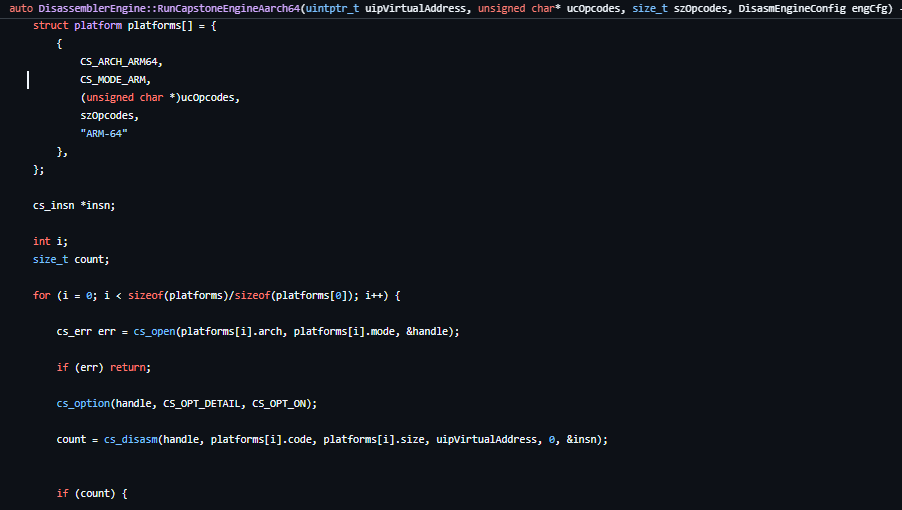 auto DisassemblerEngine::RunCapstoneEngineAarch64(uintptr_t uipVirtualAddress, unsigned char* ucOpcodes, size_t szOpcodes, DisasmEngineConfig engCfg) -
struct platform platforms[] = {
{
CS_ARCH_ARM64,
CS_MODE_ARM,
(unsigned char *)ucOpcodes,
szOpcodes,
"ARM-64"
},
};
cs_insn *insn;
int i;
size_t count;
for (i = 0; i < sizeof(platforms)/sizeof(platforms[0]); i++) {
cs_err err = cs_open(platforms[i].arch, platforms[i].mode, &handle);
if (err) return;
cs_option(handle, CS_OPT_DETAIL, CS_OPT_ON);
count = cs_disasm(handle, platforms[i].code, platforms[i].size, uipVirtualAddress, 0, &insn);
if (count) {